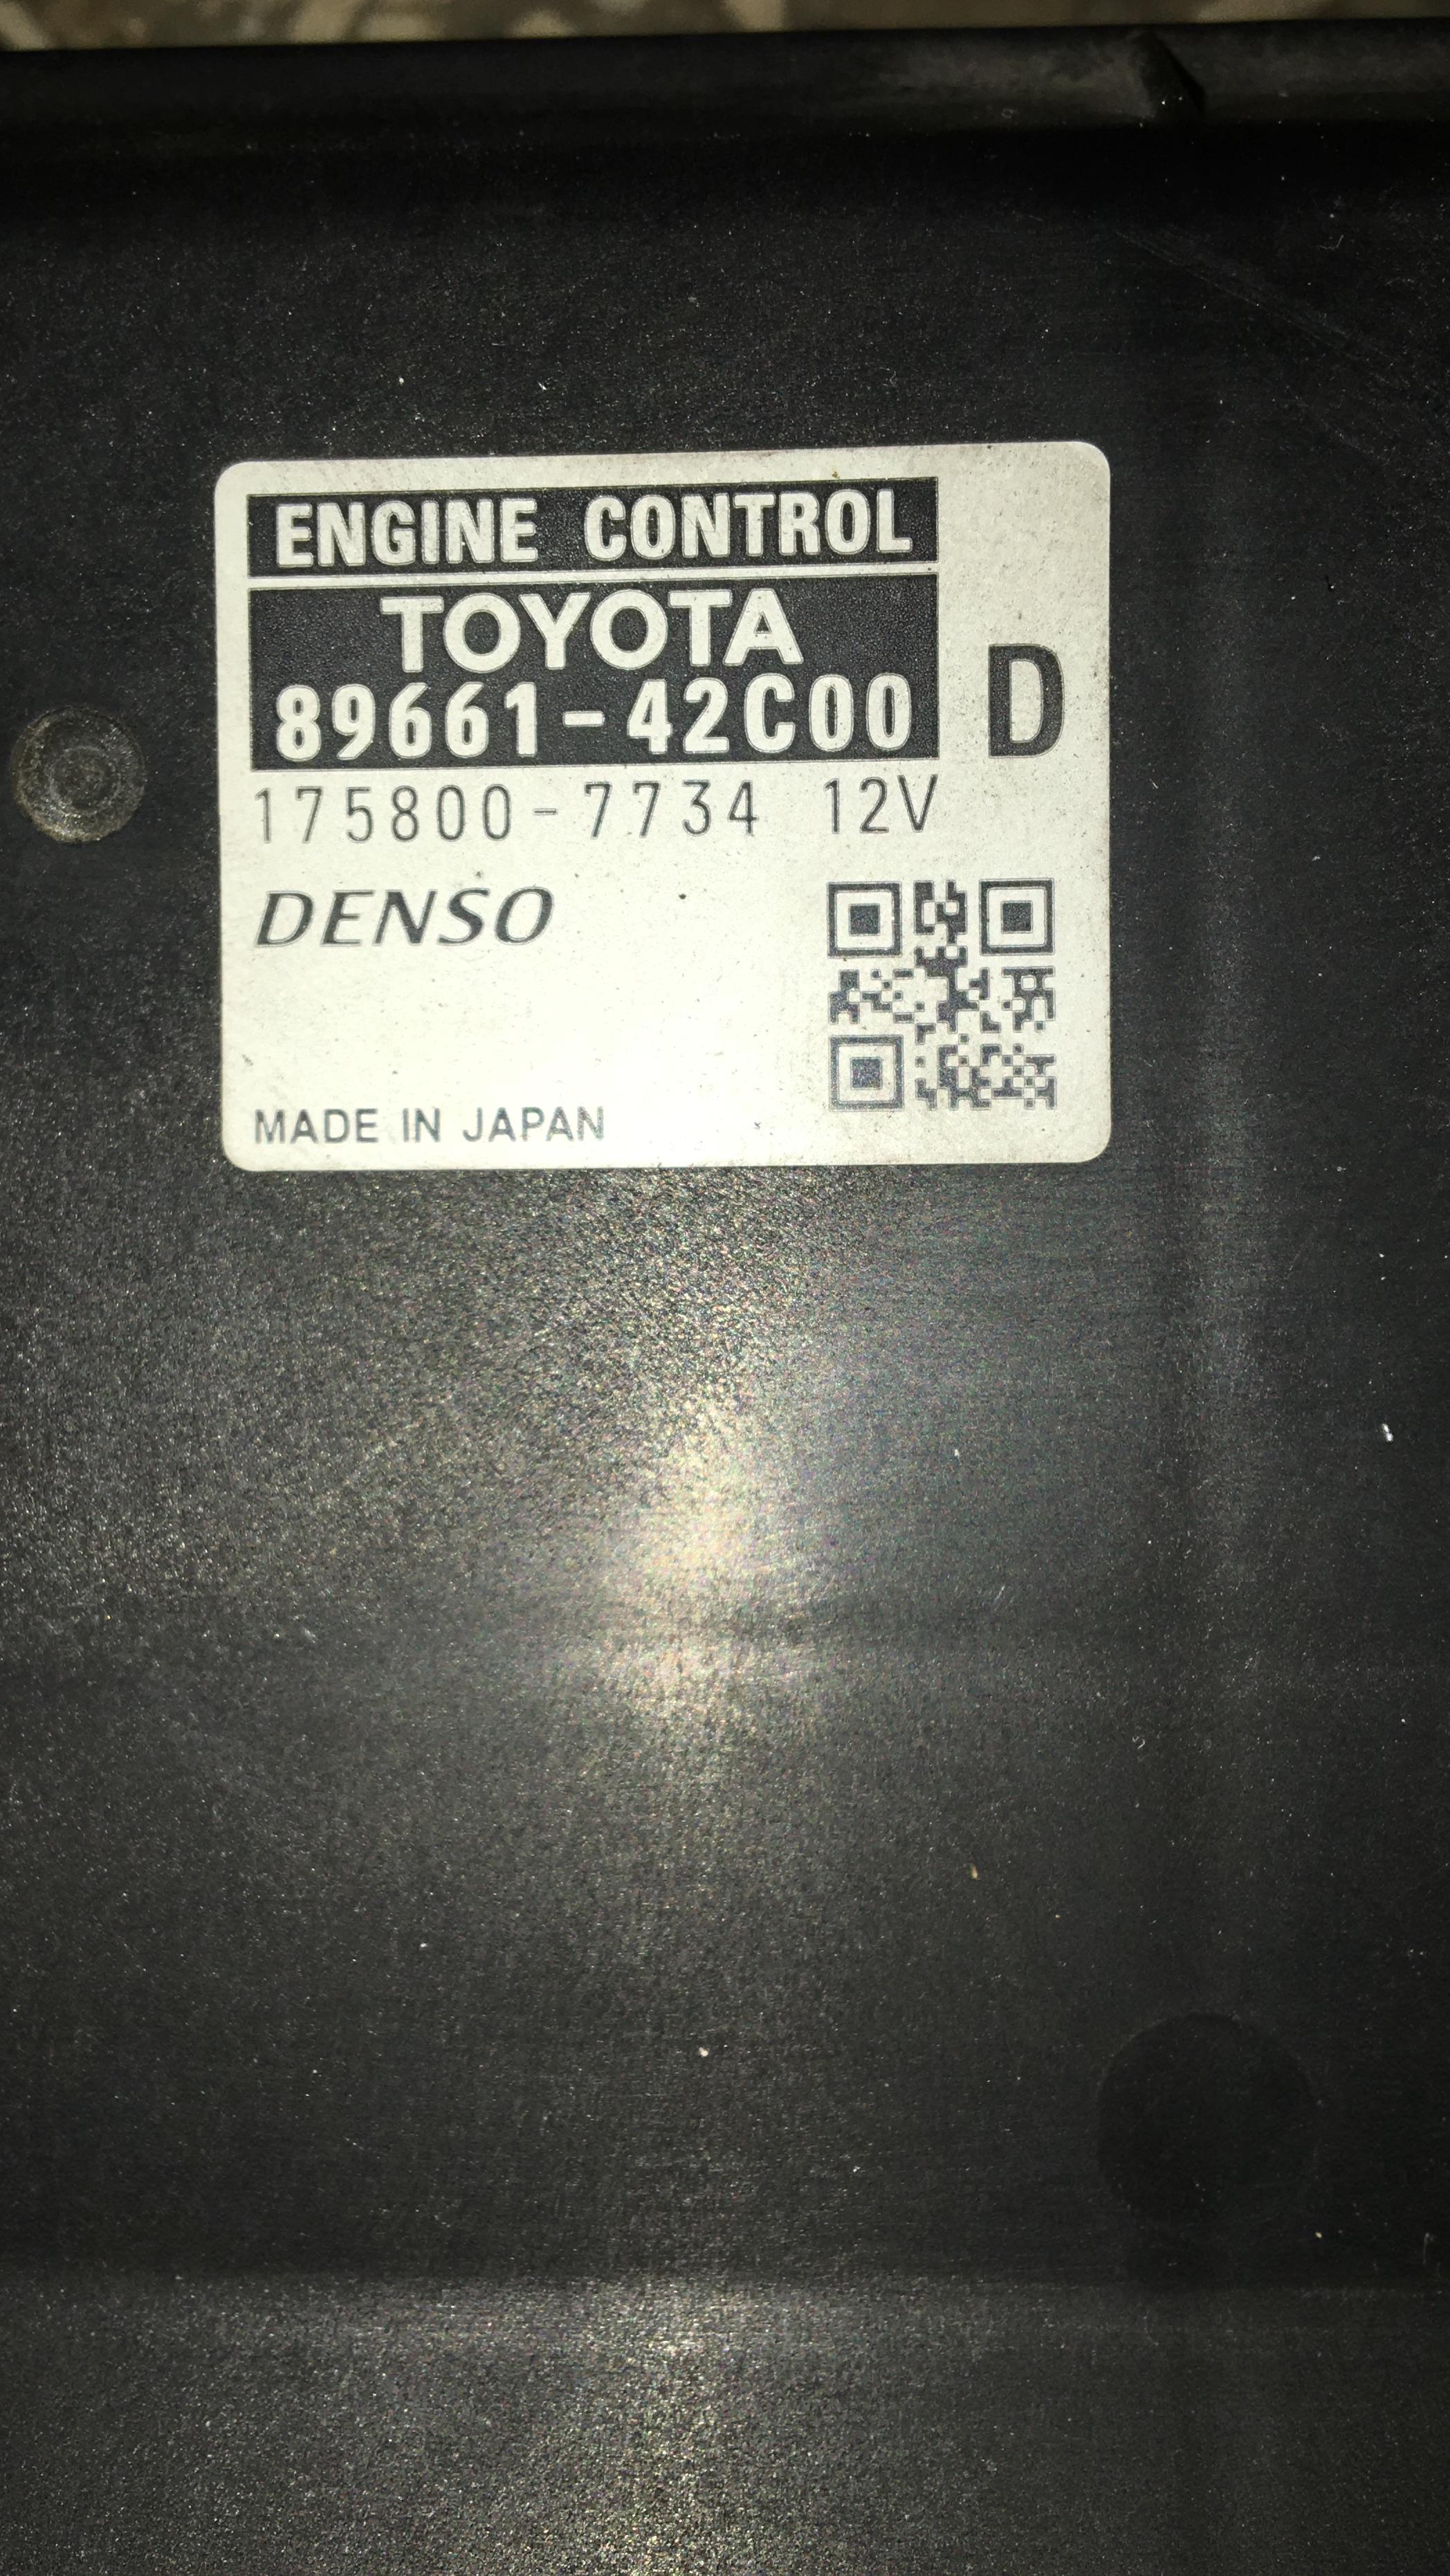 ENGINE CONTROL
TOYOTA
89661-42C00
D
175800-7734 12V
DENSO
MADE IN JAPAN